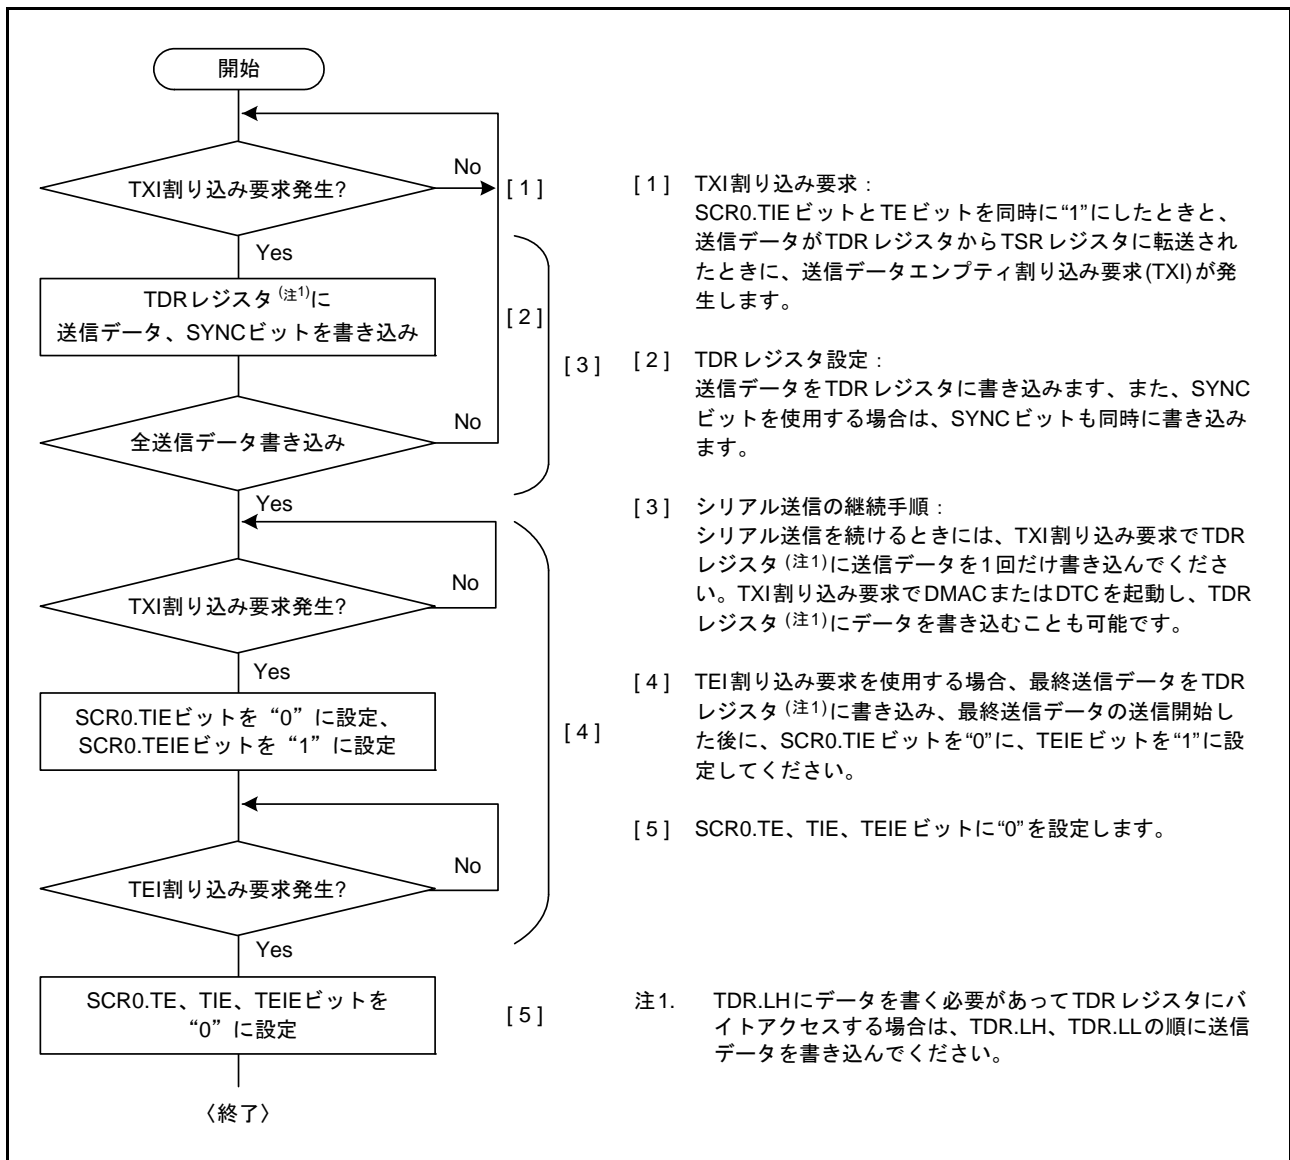 開始
TXI割り込み要求発生?
No
[ 1 ]
Yes
TDRレジスタ(注1)に
送信データ、SYNCビットを書き込み
[ 2 ]
[ 3 ]
全送信データ書き込み
No
Yes
TXI割り込み要求発生?
No
Yes
SCR0.TIEビットを“0”に設定、
SCR0.TEIEビットを“1”に設定
[ 4 ]
TEI割り込み要求発生?
No
Yes
SCR0.TE、TIE、TEIEビットを
“0”に設定
[ 5 ]
〈終了〉
[ 1 ] TXI割り込み要求：
SCR0.TIEビットとTEビットを同時に“1”にしたときと、
送信データがTDRレジスタからTSRレジスタに転送され
たときに、送信データエンプティ割り込み要求(TXI)が発
生します。
[ 2 ] TDRレジスタ設定：
送信データをTDRレジスタに書き込みます、また、SYNC
ビットを使用する場合は、SYNCビットも同時に書き込み
ます。
[ 3 ] シリアル送信の継続手順：
シリアル送信を続けるときには、TXI割り込み要求でTDR
レジスタ(注1)に送信データを1回だけ書き込んでくださ
い。TXI割り込み要求でDMACまたはDTCを起動し、TDR
レジスタ(注1)にデータを書き込むことも可能です。
[ 4 ] TEI割り込み要求を使用する場合、最終送信データをTDR
レジスタ(注1)に書き込み、最終送信データの送信開始し
た後に、SCR0.TIEビットを“0”に、TEIEビットを“1”に設
定してください。
[ 5 ] SCR0.TE、TIE、TEIEビットに“0”を設定します。
注1. TDR.LHにデータを書く必要があってTDRレジスタにバ
イトアクセスする場合は、TDR.LH、TDR.LLの順に送信
データを書き込んでください。